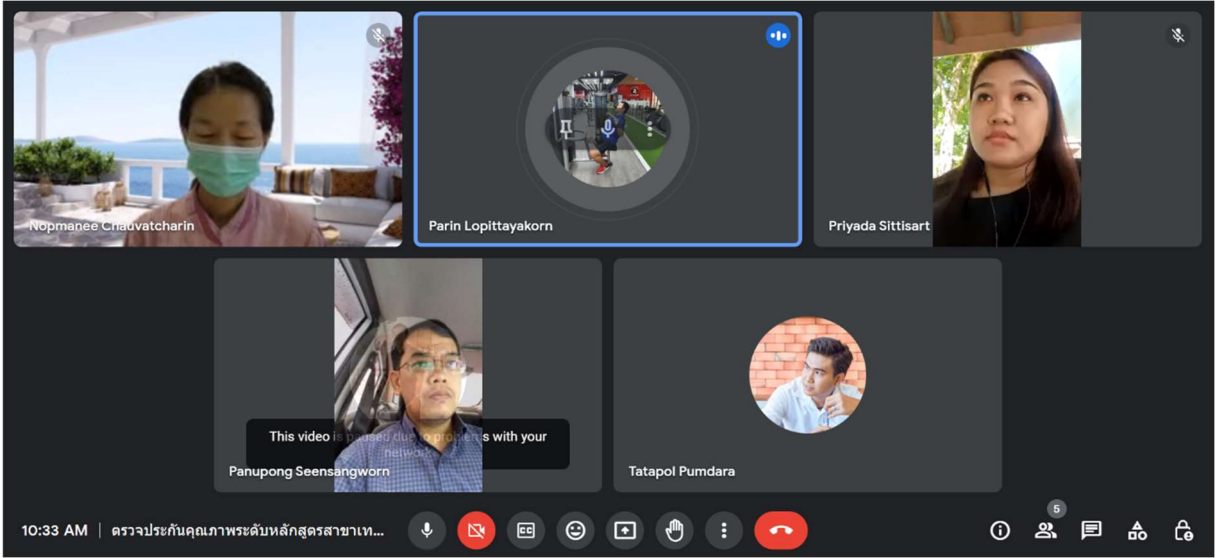 Nopmanee Chauvatcharin
Parin Lopittayakorn
Priyada Sittisart
This video is paused due to problems with your
network
Panupong Seensangworn
Tatapol Pumdara
5
10:33 AM | ตรวจประกันคุณภาพระดับหลักสูตรสาขาเท...
CC